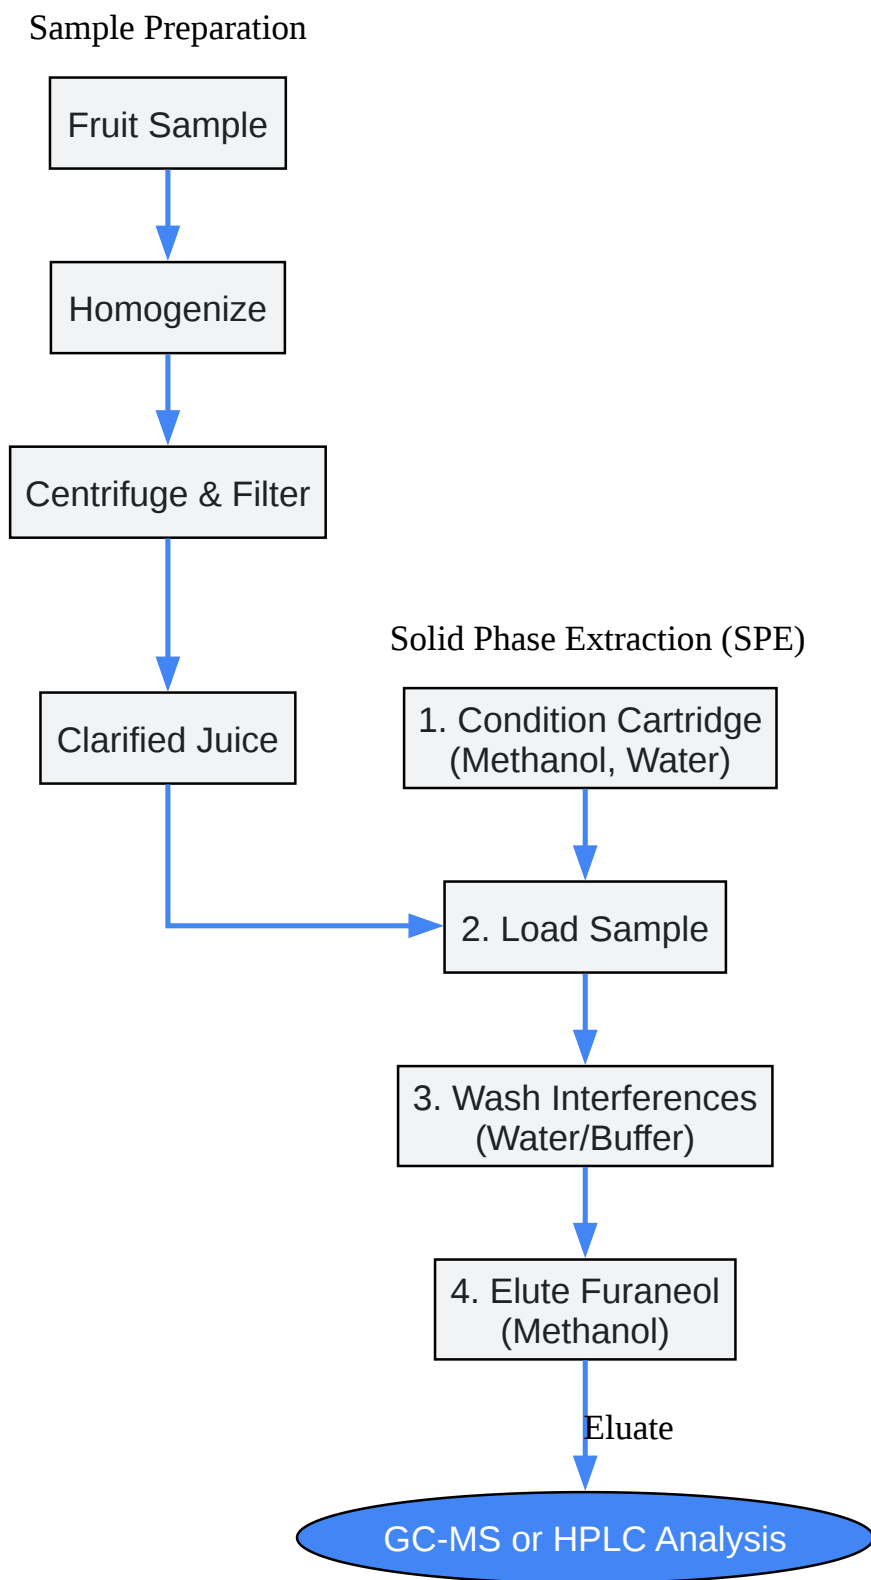 Sample Preparation
Fruit Sample
Homogenize
Centrifuge & Filter
Clarified Juice
Solid Phase Extraction (SPE)
1. Condition Cartridge
(Methanol, Water)
2. Load Sample
3. Wash Interferences
(Water/Buffer)
4. Elute Furaneol
(Methanol)
Eluate
GC-MS or HPLC Analysis